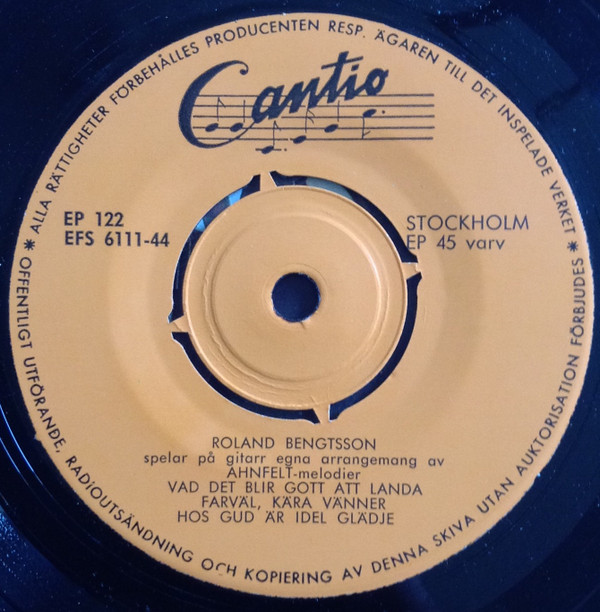 ✱ ALLA RÄTTIGHETER FÖRBEHÅLLES PRODUCENTEN RESP. ÄGAREN TILL DET INSPELADE VERKET ✱
Cantio
EP 122
EFS 6111-44
STOCKHOLM
EP 45 varv
ROLAND BENGTSSON
spelar på gitarr egna arrangemang av
AHNFELT-melodier
VAD DET BLIR GOTT ATT LANDA
FARVÄL, KÄRA VÄNNER
HOS GUD ÄR IDEL GLÄDJE
OFFENTLIGT UTFÖRANDE, RADIOUTSÄNDNING OCH KOPIERING AV DENNA SKIVA UTAN AUKTORISATION FÖRBJUDES